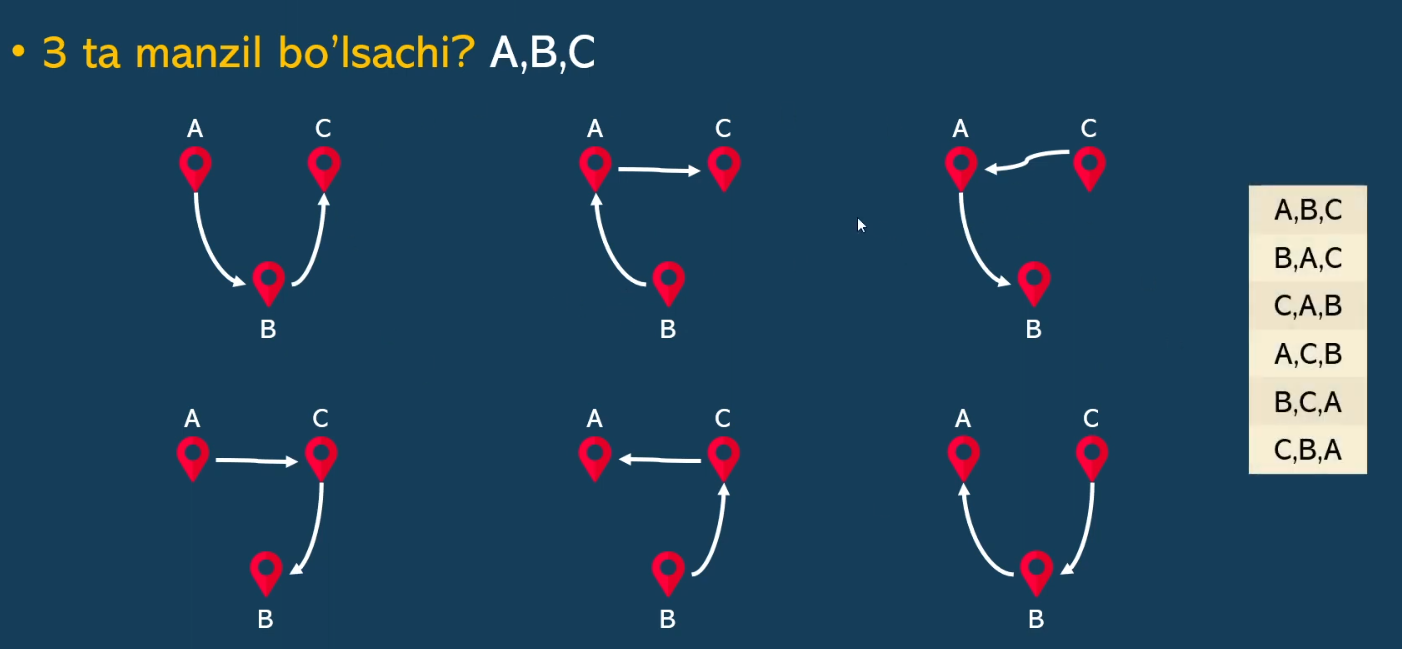 • 3 ta manzil bo’lsachi? A,B,C
A C
A C
A C
B
B
B
A,B,C
B,A,C
C,A,B
A,C,B
B,C,A
C,B,A
A C
A C
A C
B
B
B